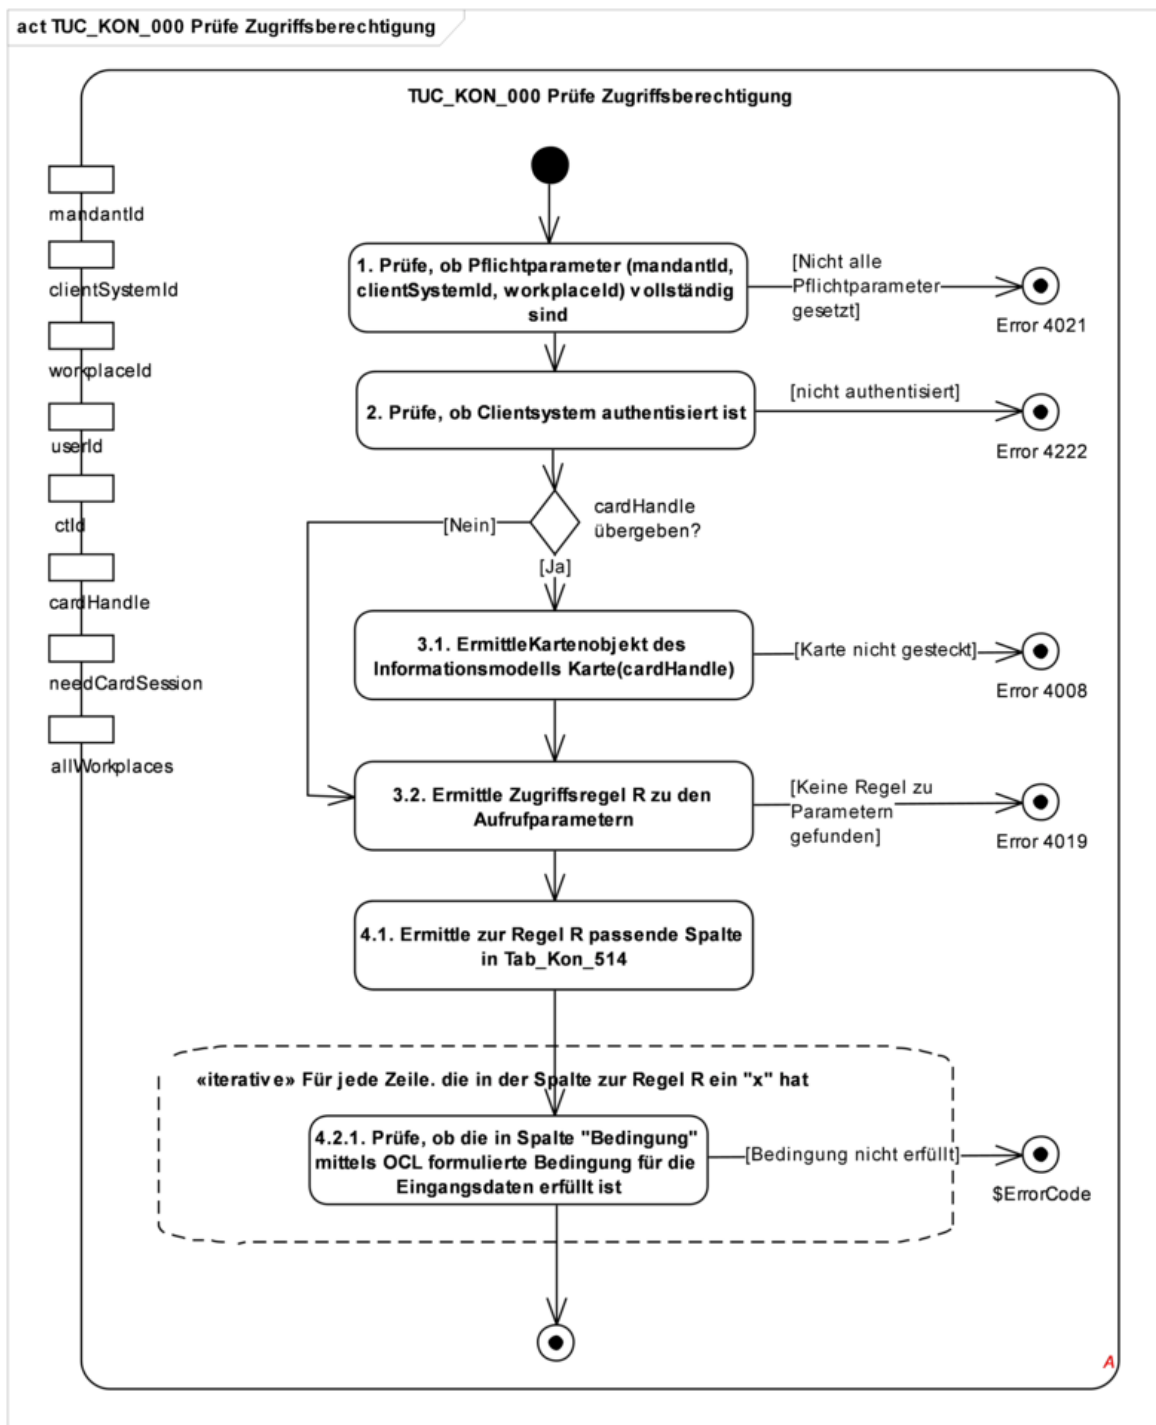 act TUC_KON_000 Prüfe Zugriffsberechtigung
TUC_KON_000 Prüfe Zugriffsberechtigung
mandantId
clientSystemId
workplaceId
userId
ctId
cardHandle
needCardSession
allWorkplaces
1. Prüfe, ob Pflichtparameter (mandantId,
clientSystemId, workplaceId) vollständig
sind
[Nicht alle
Pflichtparameter
gesetzt]
Error 4021
2. Prüfe, ob Clientsystem authentisiert ist
[nicht authentisiert]
Error 4222
cardHandle
übergeben?
[Nein]
[Ja]
3.1. ErmittleKartenobjekt des
Informationsmodells Karte(cardHandle)
[Karte nicht gesteckt]
Error 4008
3.2. Ermittle Zugriffsregel R zu den
Aufrufparametern
[Keine Regel zu
Parametern
gefunden]
Error 4019
4.1. Ermittle zur Regel R passende Spalte
in Tab_Kon_514
«iterative» Für jede Zeile. die in der Spalte zur Regel R ein "x" hat
4.2.1. Prüfe, ob die in Spalte "Bedingung"
mittels OCL formulierte Bedingung für die
Eingangsdaten erfüllt ist
[Bedingung nicht erfüllt]
$ErrorCode
A